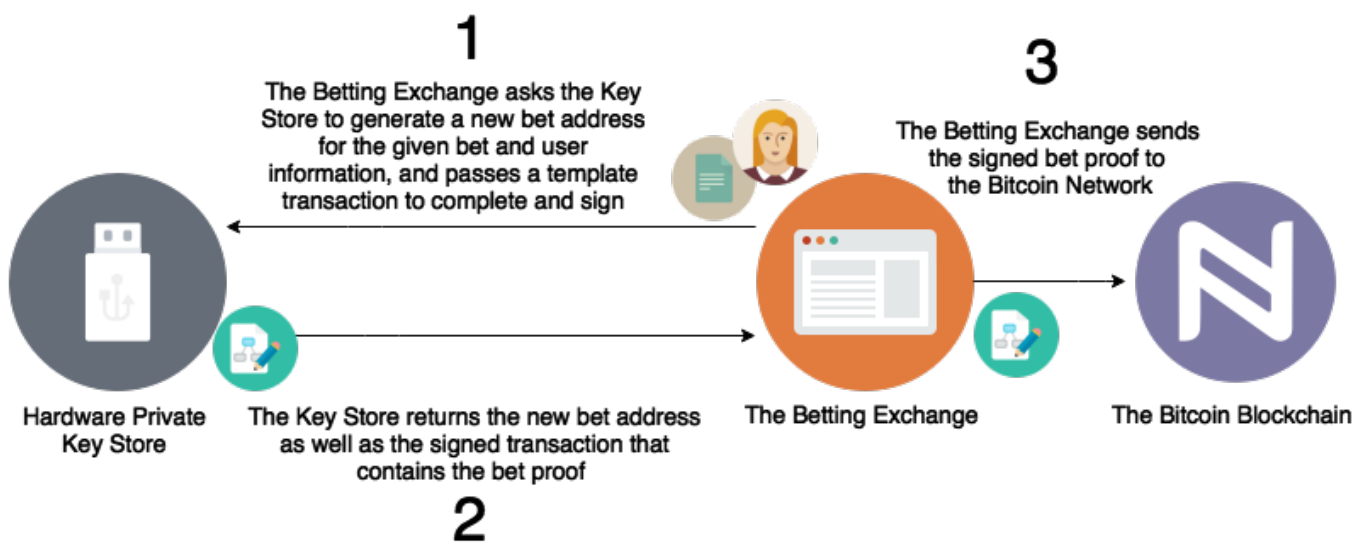 1
The Betting Exchange asks the Key
Store to generate a new bet address
for the given bet and user
information, and passes a template
transaction to complete and sign
3
The Betting Exchange sends
the signed bet proof to
the Bitcoin Network
Hardware Private
Key Store
The Key Store returns the new bet address
as well as the signed transaction that
contains the bet proof
2
The Betting Exchange
The Bitcoin Blockchain